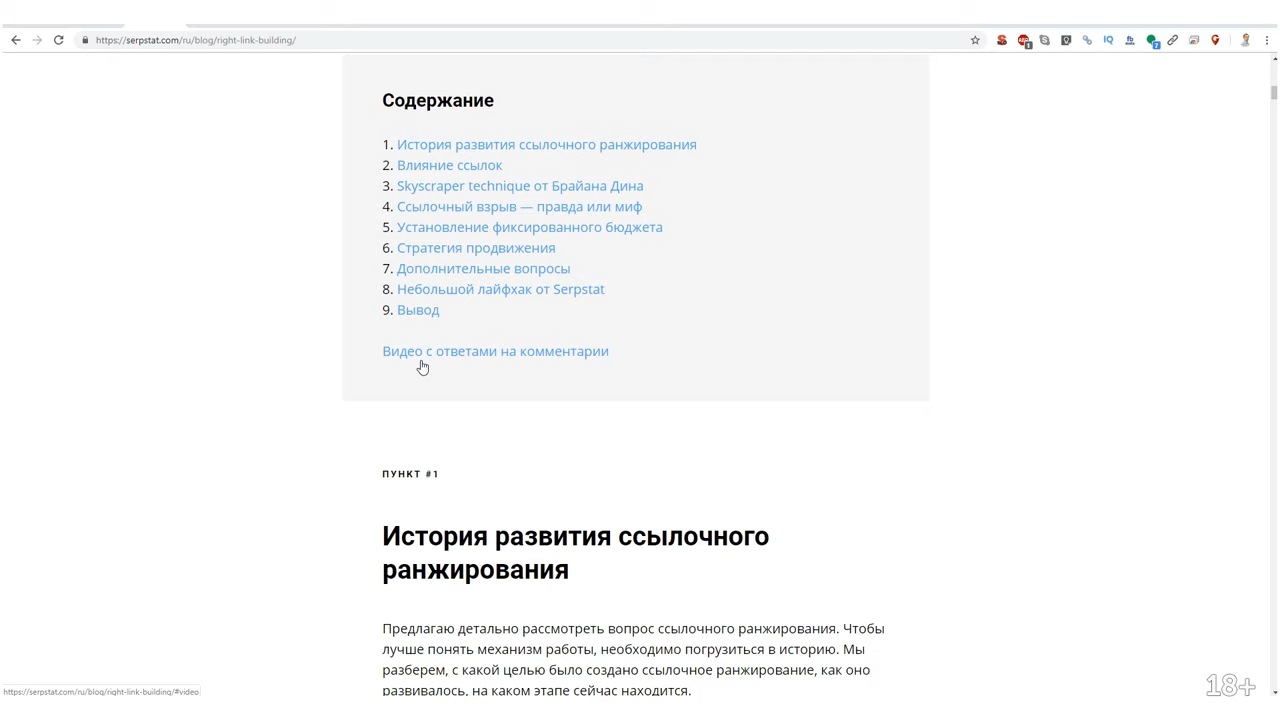 https://serpstat.com/ru/blog/right-link-building/
Содержание
1. История развития ссылочного ранжирования
2. Влияние ссылок
3. Skyscraper technique от Брайана Дина
4. Ссылочный взрыв — правда или миф
5. Установление фиксированного бюджета
6. Стратегия продвижения
7. Дополнительные вопросы
8. Небольшой лайфхак от Serpstat
9. Вывод
Видео с ответами на комментарии
ПУНКТ #1
История развития ссылочного
ранжирования
Предлагаю детально рассмотреть вопрос ссылочного ранжирования. Чтобы
лучше понять механизм работы, необходимо погрузиться в историю. Мы
разберем, с какой целью было создано ссылочное ранжирование, как оно
развивалось, на каком этапе сейчас находится.
https://serpstat.com/ru/blog/right-link-building/#video
18+